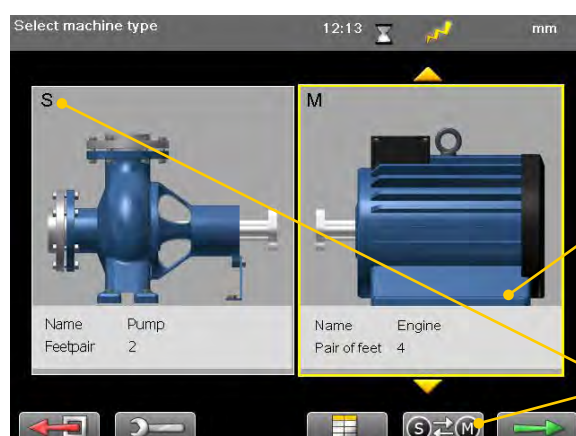 Select machine type 12:13 mm
S
M
Name Pump
Feetpair 2
Name Engine
Pair of feet 4
S M